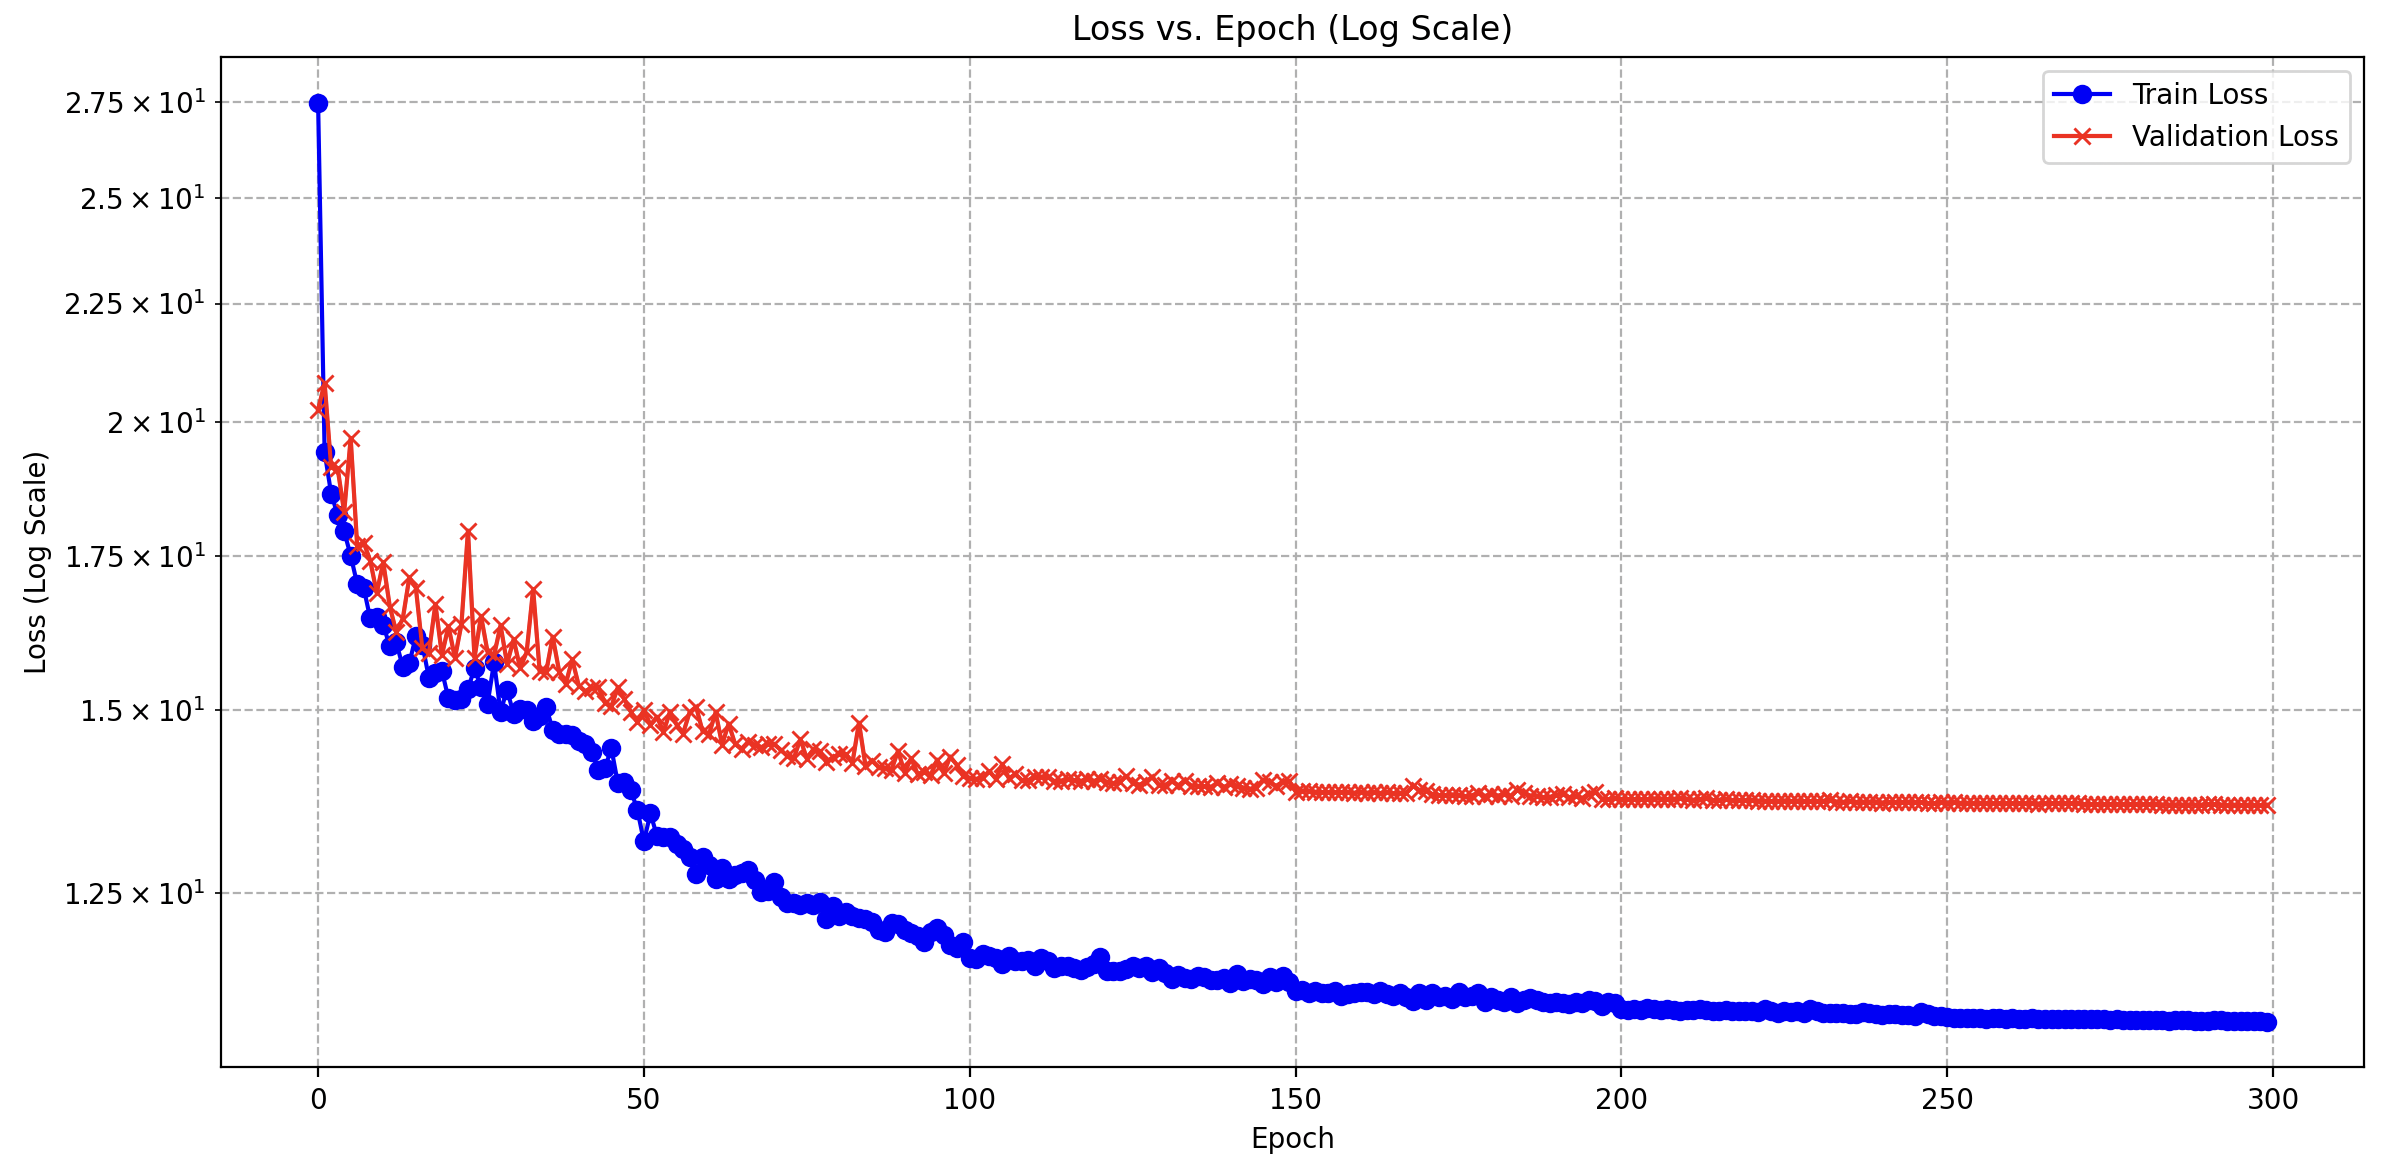 Loss vs. Epoch (Log Scale)
Train Loss
Validation Loss
Loss (Log Scale)
2.75 × 10¹
2.5 × 10¹
2.25 × 10¹
2 × 10¹
1.75 × 10¹
1.5 × 10¹
1.25 × 10¹
0 50 100 150 200 250 300
Epoch